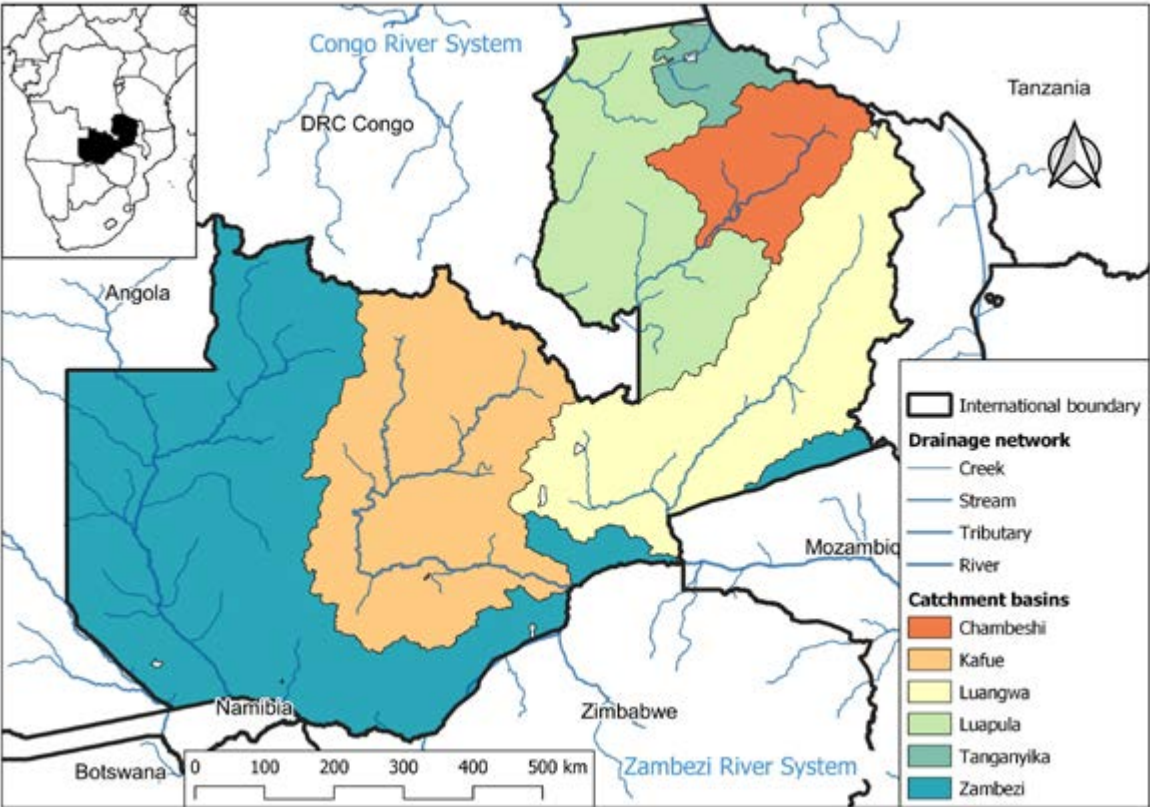 Congo River System
DRC Congo
Tanzania
Angola
Mozambiq
Namibia
Zimbabwe
Botswana
Zambezi River System
0 100 200 300 400 500 km
International boundary
Drainage network
Creek
Stream
Tributary
River
Catchment basins
Chambeshi
Kafue
Luangwa
Luapula
Tanganyika
Zambezi